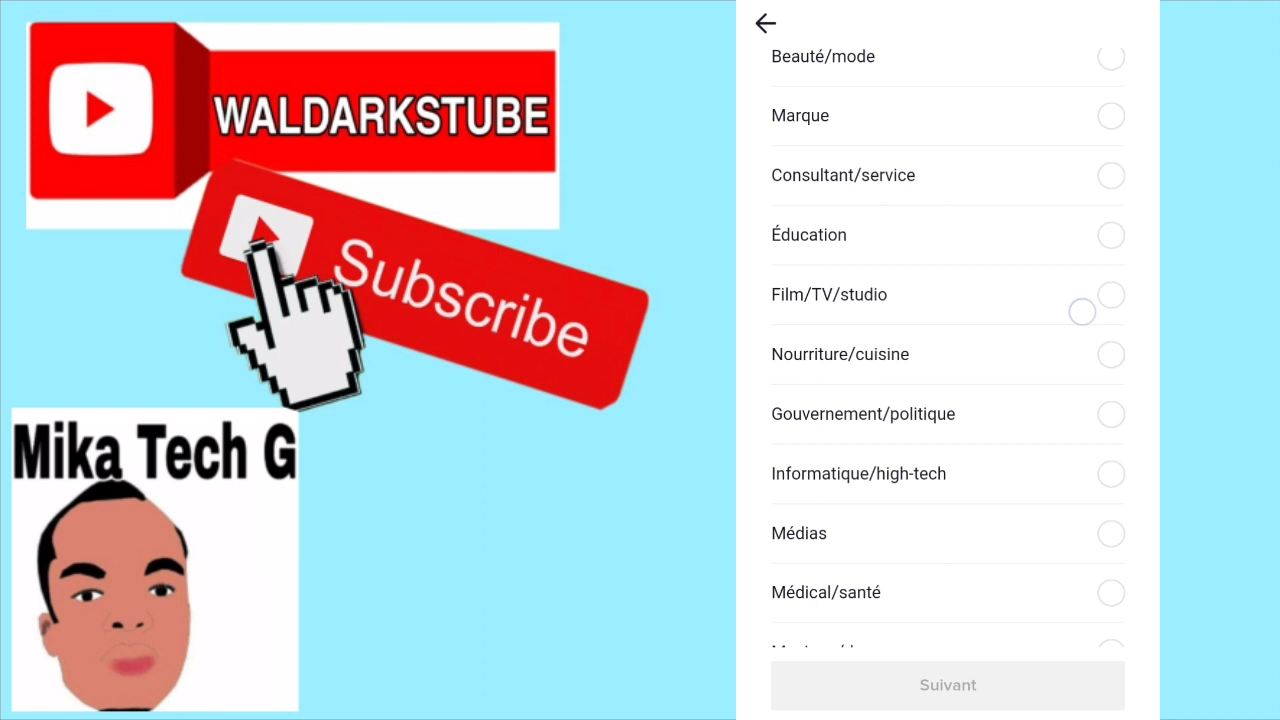 WALDARKSTUBE
Subscribe
Mika Tech G
Beauté/mode
Marque
Consultant/service
Éducation
Film/TV/studio
Nourriture/cuisine
Gouvernement/politique
Informatique/high-tech
Médias
Médical/santé
Suivant